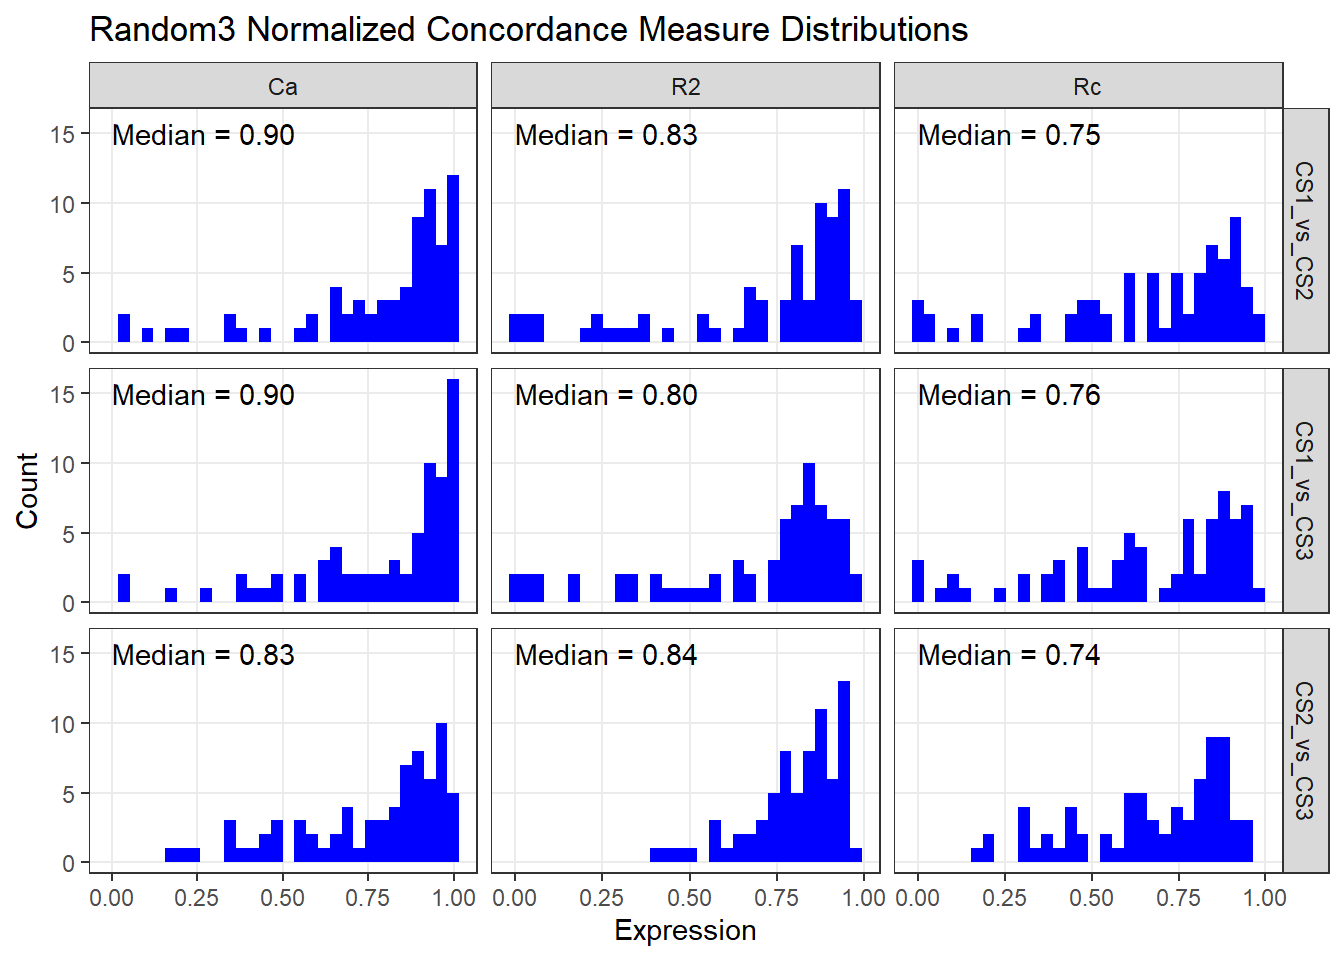 Random3 Normalized Concordance Measure Distributions
Ca
R2
Rc
Median = 0.90
Median = 0.83
Median = 0.75
15
10
5
0
CS1_vs_CS2
Median = 0.90
Median = 0.80
Median = 0.76
15
10
5
0
CS1_vs_CS3
Count
Median = 0.83
Median = 0.84
Median = 0.74
15
10
5
0
CS2_vs_CS3
0.00 0.25 0.50 0.75 1.00
0.00 0.25 0.50 0.75 1.00
0.00 0.25 0.50 0.75 1.00
Expression